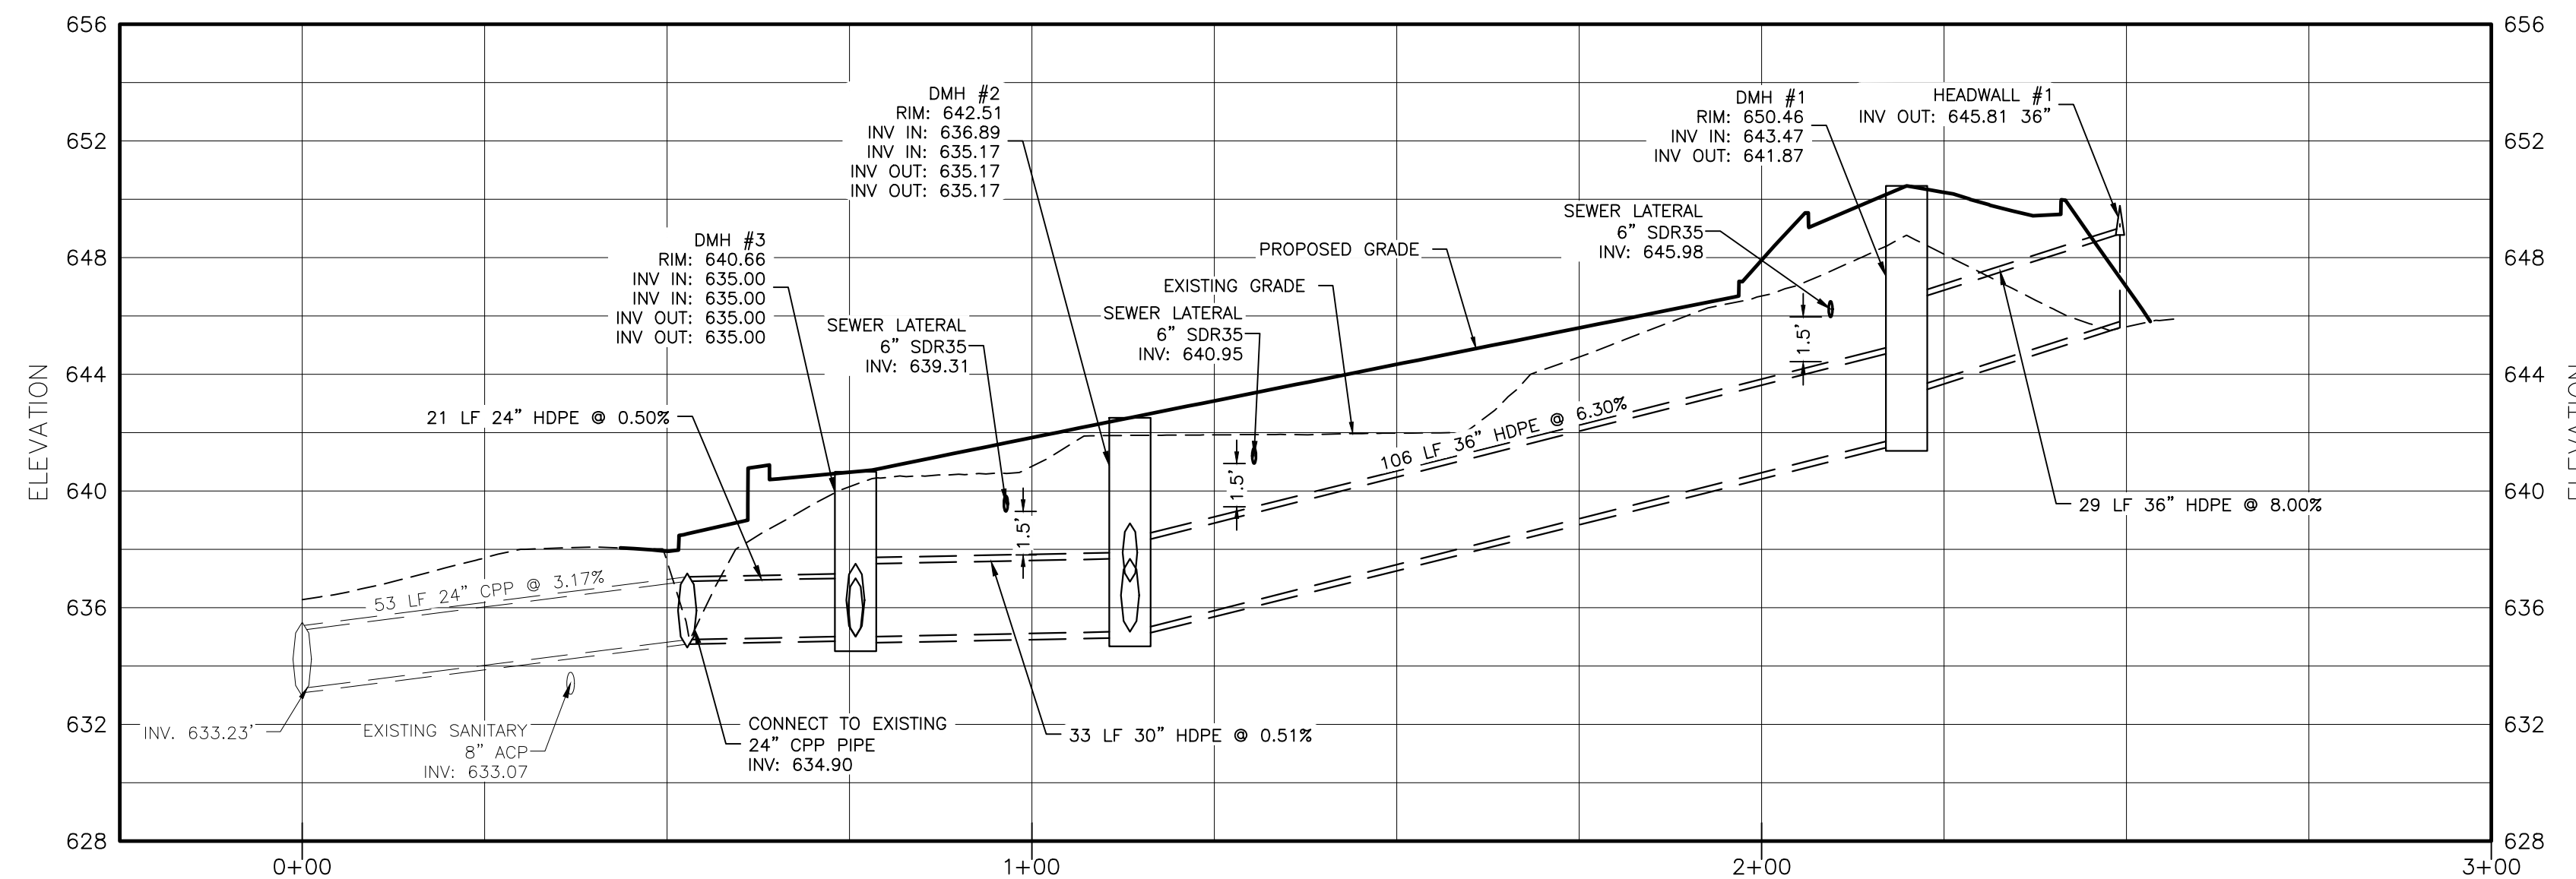 656
652
648
644
640
636
632
628
ELEVATION
DMH #3
RIM: 640.66
INV IN: 635.00
INV IN: 635.00
INV OUT: 635.00
INV OUT: 635.00
DMH #2
RIM: 642.51
INV IN: 636.89
INV IN: 635.17
INV OUT: 635.17
INV OUT: 635.17
DMH #1
RIM: 650.46
INV IN: 643.47
INV OUT: 641.87
HEADWALL #1
INV OUT: 645.81 36"
SEWER LATERAL
6" SDR35
INV: 645.98
PROPOSED GRADE
EXISTING GRADE
SEWER LATERAL
6" SDR35
INV: 640.95
SEWER LATERAL
6" SDR35
INV: 639.31
21 LF 24" HDPE @ 0.50%
1.5'
1.5'
1.5'
106 LF 36" HDPE @ 6.30%
29 LF 36" HDPE @ 8.00%
53 LF 24" CPP @ 3.17%
INV. 633.23'
EXISTING SANITARY
8" ACP
INV: 633.07
CONNECT TO EXISTING
24" CPP PIPE
INV: 634.90
33 LF 30" HDPE @ 0.51%
656
652
648
644
640
636
632
628
ELEVATION
0+00
1+00
2+00
3+00